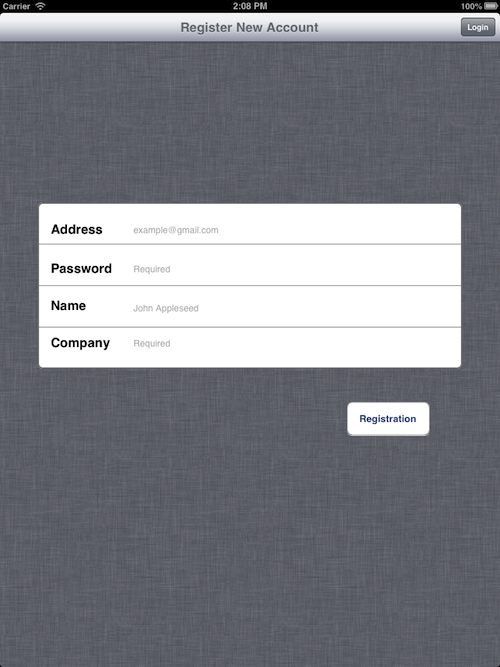 Carrier 2:08 PM 100%
Register New Account Login
Address example@gmail.com
Password Required
Name John Appleseed
Company Required
Registration